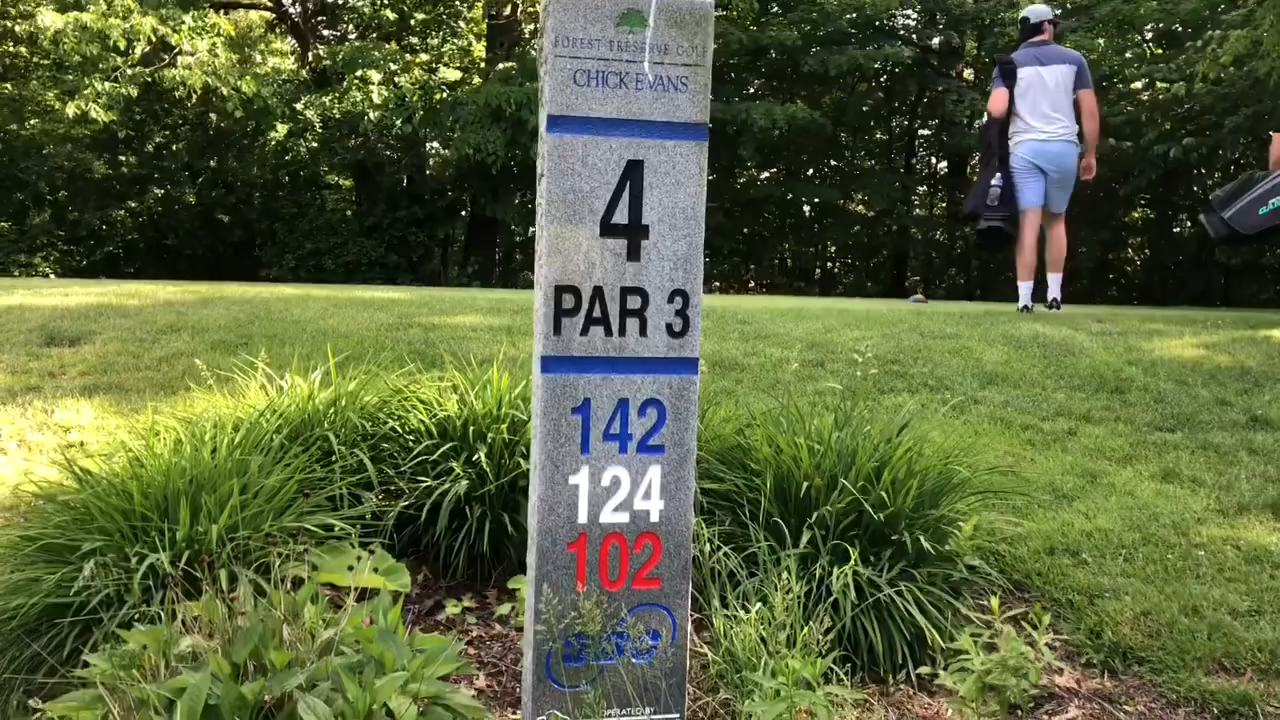 FOREST PRESERVE GOLF
CHICK EVANS
4
PAR 3
142
124
102
OPERATED BY